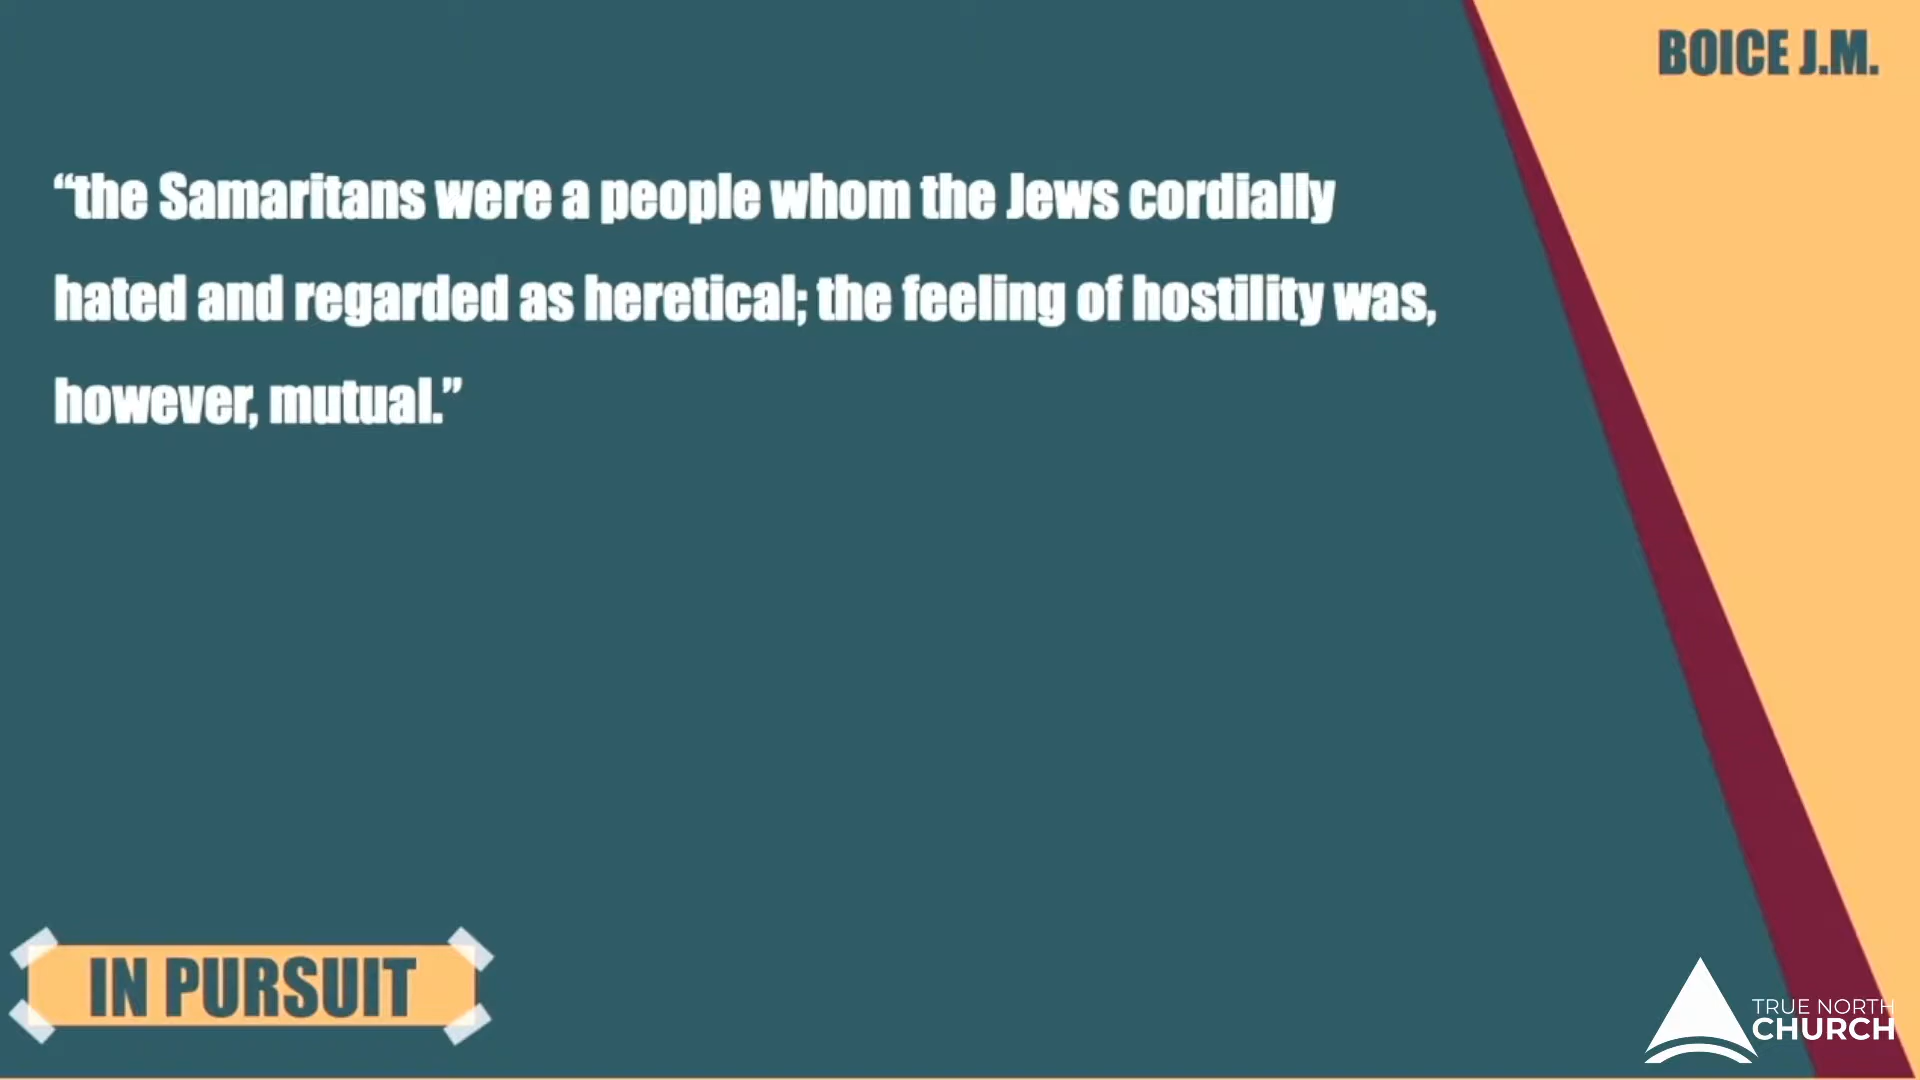 BOICE J.M.
“the Samaritans were a people whom the Jews cordially
hated and regarded as heretical; the feeling of hostility was,
however, mutual.”
IN PURSUIT
TRUE NORTH
CHURCH